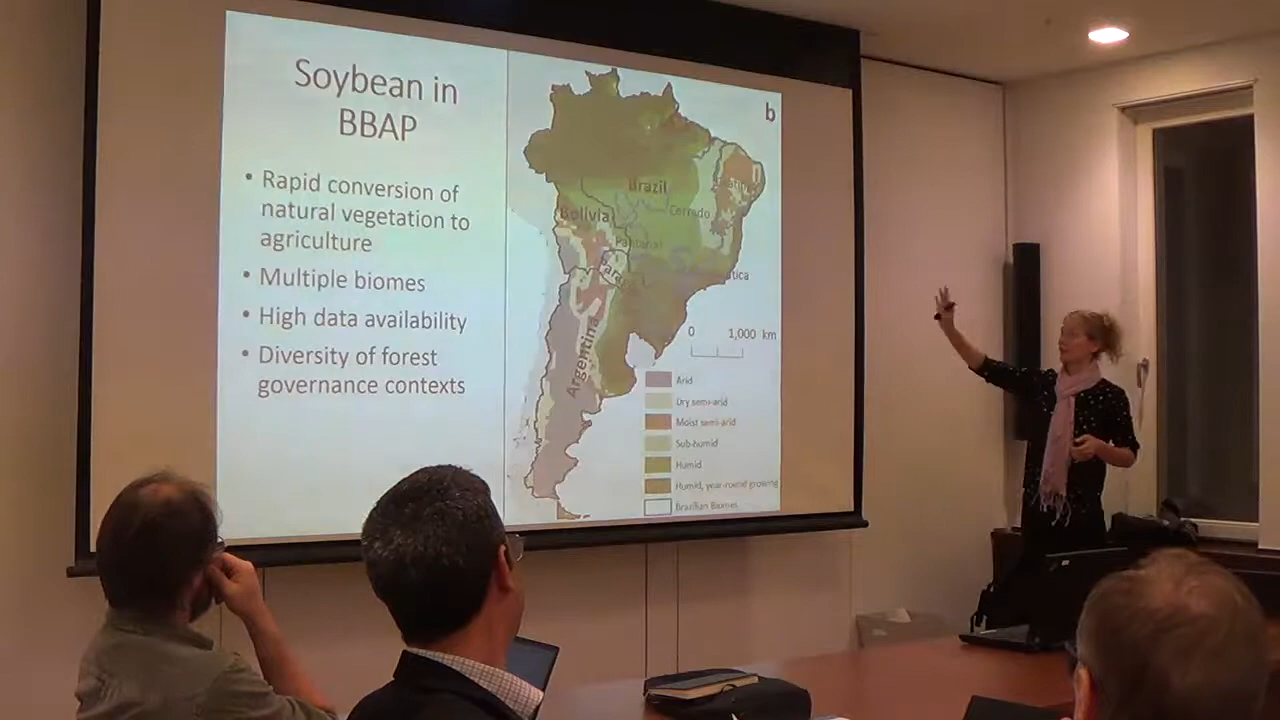 Soybean in
BBAP
• Rapid conversion of
natural vegetation to
agriculture
• Multiple biomes
• High data availability
• Diversity of forest
governance contexts
b
Brazil
Bolivia
Cerrado
Pantanal
Argentina
0 1,000 km
Arid
Dry semi-arid
Moist semi-arid
Sub-humid
Humid
Humid, year-round growing
Brazilian Biomes